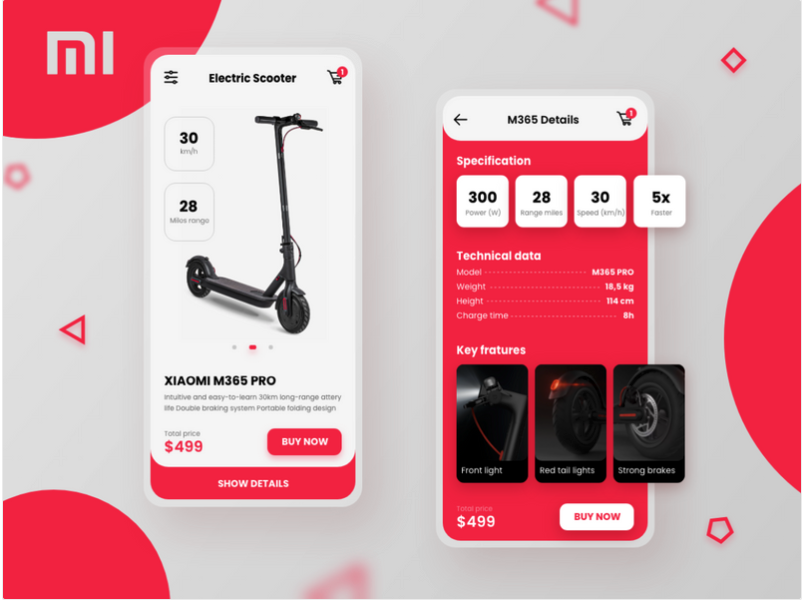 mi
Electric Scooter
1
30
km/h
28
Milos range
XIAOMI M365 PRO
Intuitive and easy-to-learn 30km long-range attery
life Double braking system Portable folding design
Total price
$499
BUY NOW
SHOW DETAILS
M365 Details
1
Specification
300
Power (W)
28
Range miles
30
Speed (km/h)
5x
Faster
Technical data
Model M365 PRO
Weight 18,5 kg
Height 114 cm
Charge time 8h
Key fratures
Front light
Red tail lights
Strong brakes
Total price
$499
BUY NOW